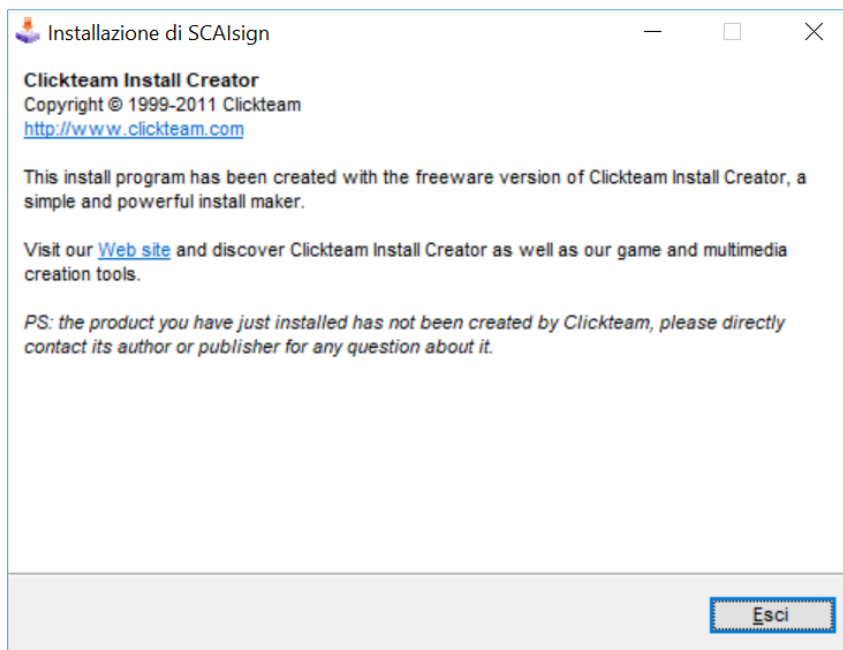 Installazione di SCAIsign
Clickteam Install Creator
Copyright © 1999-2011 Clickteam
http://www.clickteam.com
This install program has been created with the freeware version of Clickteam Install Creator, a
simple and powerful install maker.
Visit our Web site and discover Clickteam Install Creator as well as our game and multimedia
creation tools.
PS: the product you have just installed has not been created by Clickteam, please directly
contact its author or publisher for any question about it.
Esci